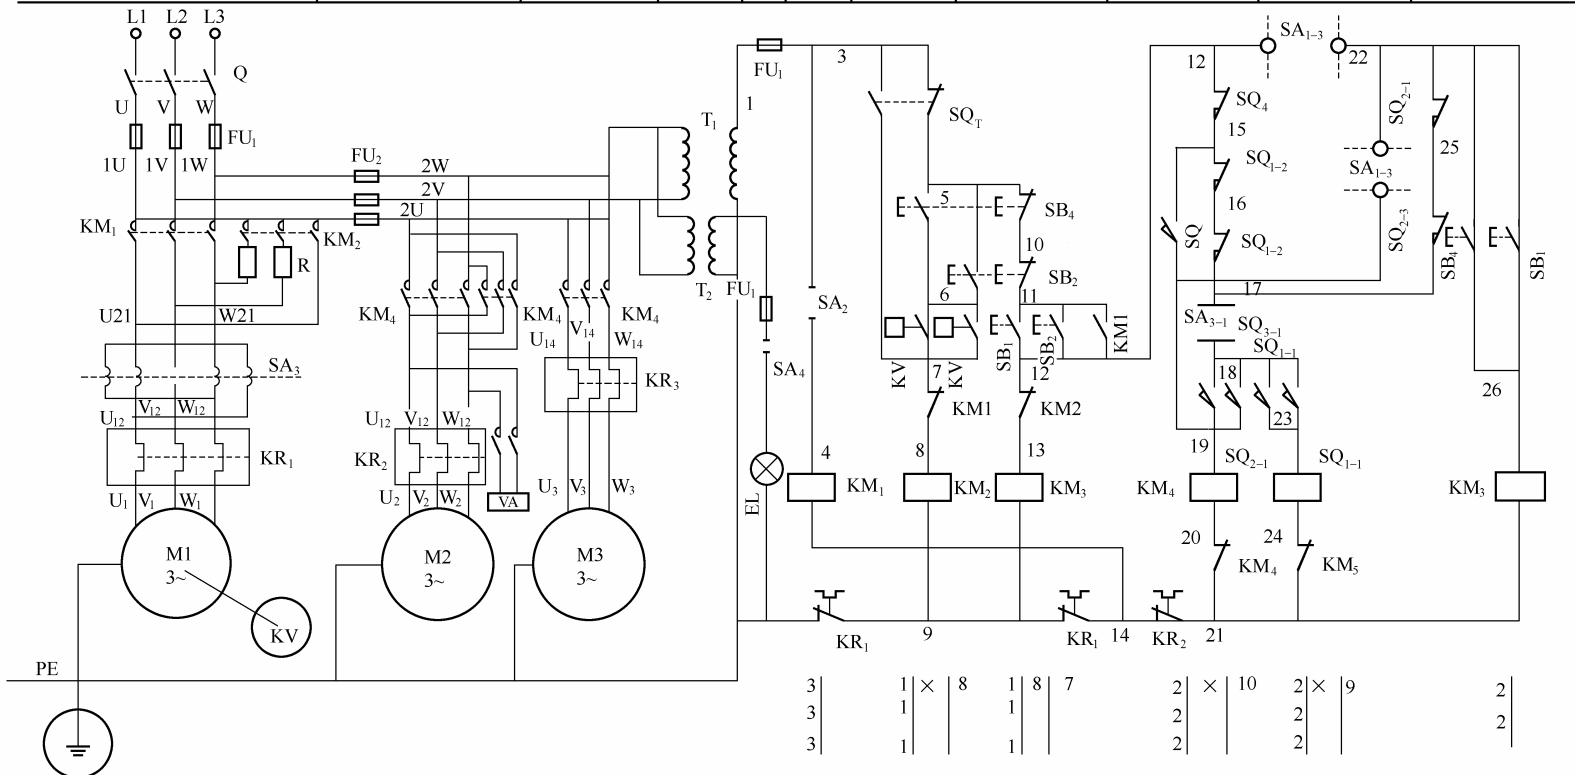 L1 L2 L3
Q
U V W
FU₁
1U 1V 1W
FU₂
2W
2V
2U
KM₁
KM₂
R
U21
W21
SA₃
V₁₂ W₁₂
U₁₂
KR₁
U₁ V₁ W₁
M1
3~
KV
PE
KM₄
KM₄
KM₄
U₁₄
V₁₄
W₁₄
KR₃
U₁₂ V₁₂ W₁₂
KR₂
VA
U₂ V₂ W₂
U₃ V₃ W₃
M2
3~
M3
3~
T₁
T₂
1
FU₁
3
FU₁
SA₄
EL
SA₂
4
KM₁
SQ_T
5
SB₄
10
SB₂
6
11
KV
KV
SB₁
SB₂
KM1
7
12
KM1
KM2
8
13
KM₂
KM₃
KR₁
9
KR₁
14
KR₂
21
12
SA₁₋₃
22
SQ₄
15
SQ₁₋₂
16
SQ
SQ₁₋₂
17
SQ₂₋₁
SA₁₋₃
25
SQ₂₋₃
SB₄
SB₁
SA₃₋₁
SQ₃₋₁
SQ₁₋₁
18
23
26
19
SQ₂₋₁
SQ₁₋₁
KM₄
KM₃
20
24
KM₄
KM₅
3
3
3
1 × 8
1
1
1 8 7
1
1
2 × 10
2
2
2 × 9
2
2
2
2